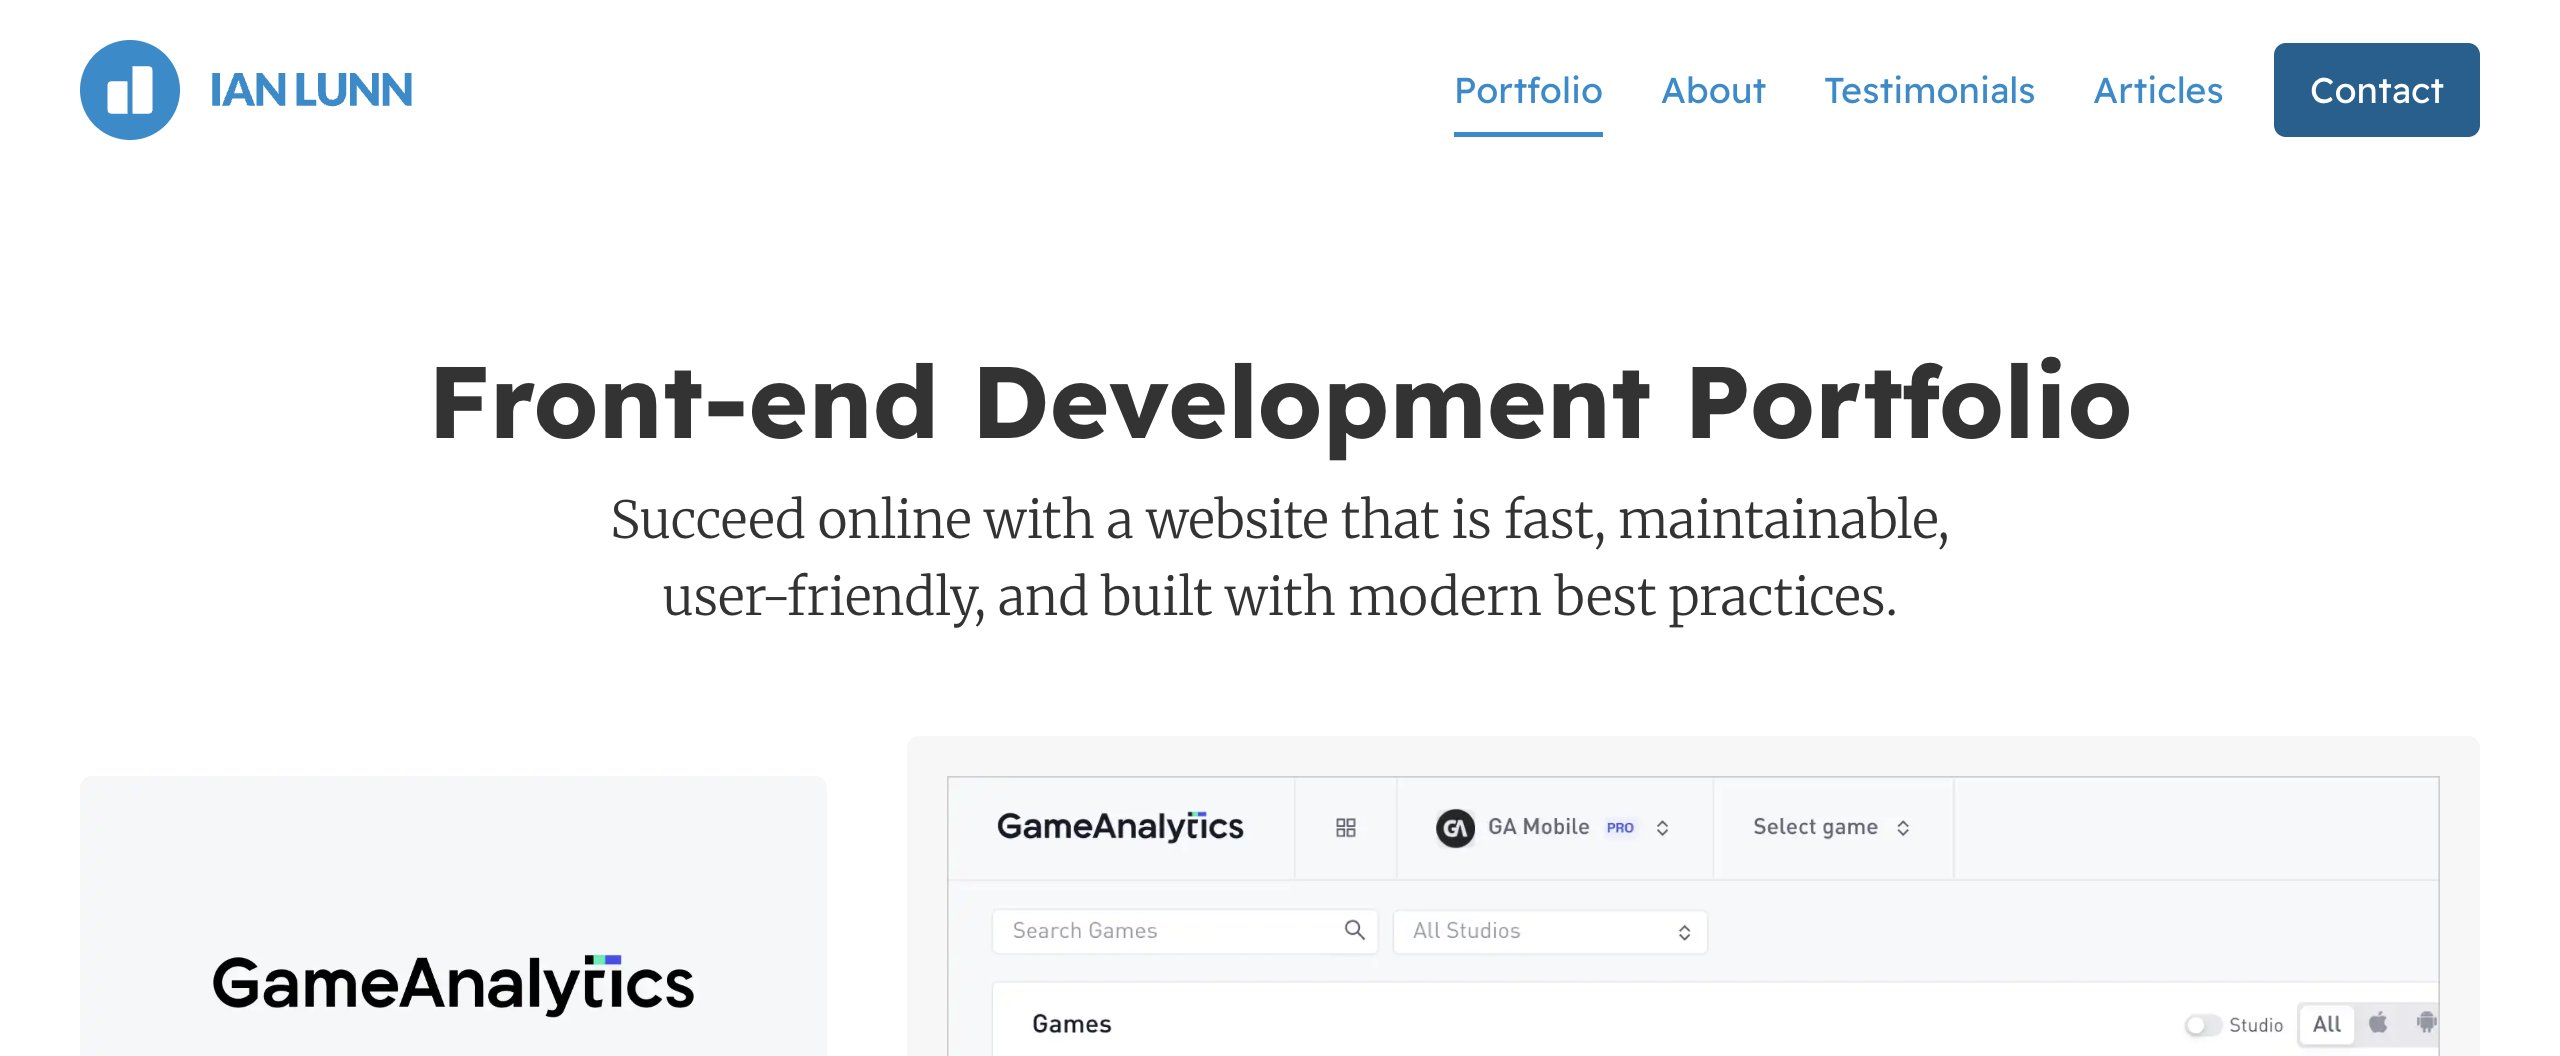 IAN LUNN
Portfolio About Testimonials Articles Contact
Front-end Development Portfolio
Succeed online with a website that is fast, maintainable,
user-friendly, and built with modern best practices.
GameAnalytics
GameAnalytics GA GA Mobile PRO Select game
Search Games All Studios
Games Studio All